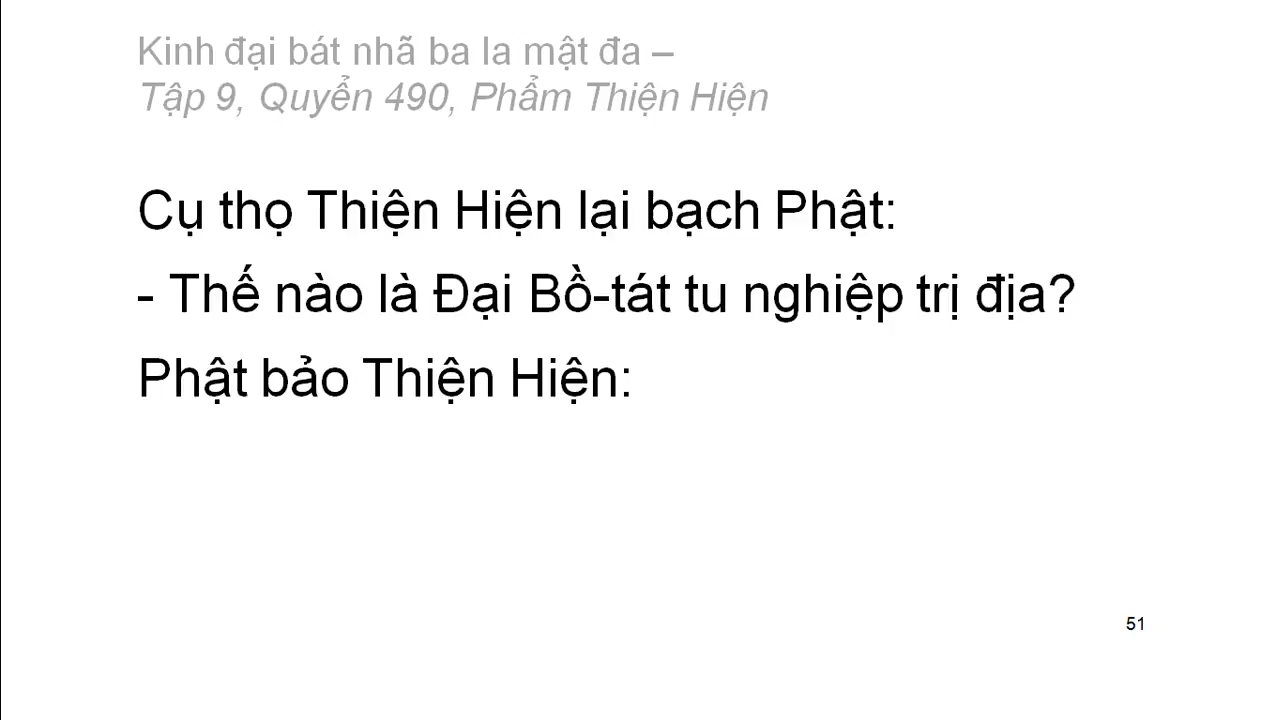 Kinh đại bát nhã ba la mật đa –
Tập 9, Quyển 490, Phẩm Thiện Hiện
Cụ thọ Thiện Hiện lại bạch Phật:
- Thế nào là Đại Bồ-tát tu nghiệp trị địa?
Phật bảo Thiện Hiện:
51